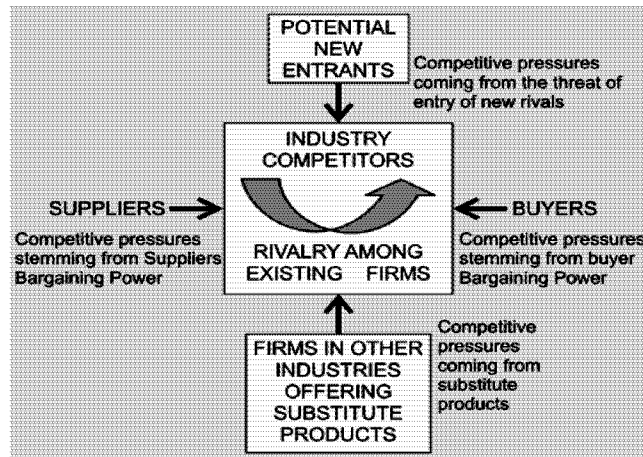 POTENTIAL
NEW
ENTRANTS
Competitive pressures
coming from the threat of
entry of new rivals
INDUSTRY
COMPETITORS
SUPPLIERS
Competitive pressures
stemming from Suppliers
Bargaining Power
RIVALRY AMONG
EXISTING FIRMS
BUYERS
Competitive pressures
stemming from buyer
Bargaining Power
FIRMS IN OTHER
INDUSTRIES
OFFERING
SUBSTITUTE
PRODUCTS
Competitive
pressures
coming from
substitute
products